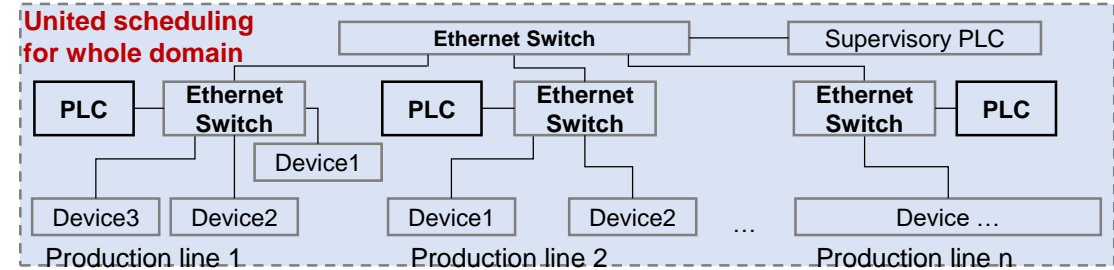 United scheduling
for whole domain
Ethernet Switch
Supervisory PLC
PLC
Ethernet
Switch
Device1
Device3
Device2
Production line 1
PLC
Ethernet
Switch
Device1
Device2
Production line 2
…
Ethernet
Switch
PLC
Device …
Production line n